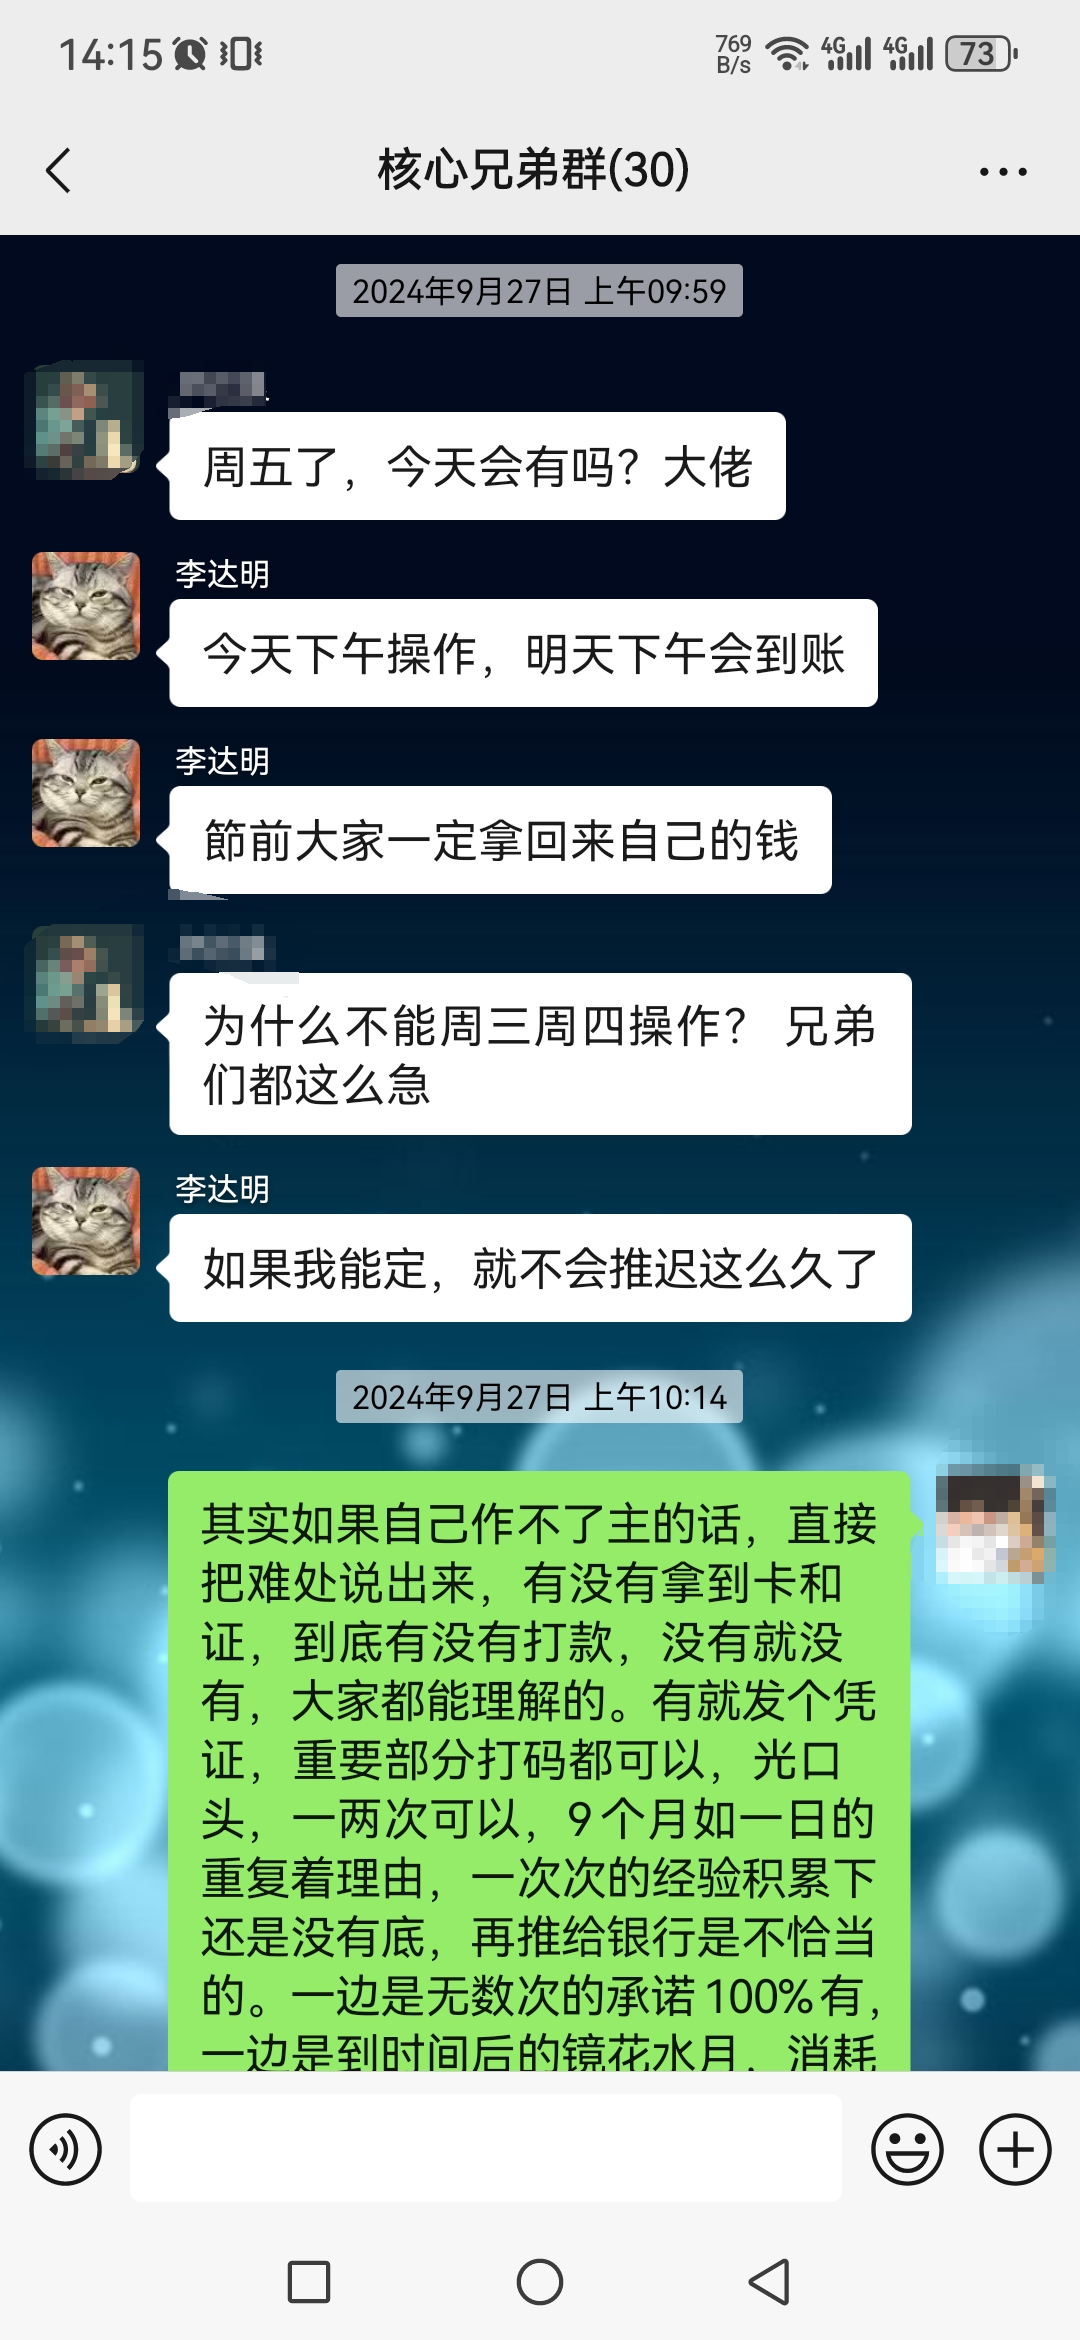 14:15
769
B/s
4G
4G
73
核心兄弟群(30)
2024年9月27日 上午09:59
周五了，今天会有吗？大佬
李达明
今天下午操作，明天下午会到账
李达明
節前大家一定拿回来自己的钱
为什么不能周三周四操作？ 兄弟
们都这么急
李达明
如果我能定，就不会推迟这么久了
2024年9月27日 上午10:14
其实如果自己作不了主的话，直接
把难处说出来，有没有拿到卡和
证，到底有没有打款，没有就没
有，大家都能理解的。有就发个凭
证，重要部分打码都可以，光口
头，一两次可以，9个月如一日的
重复着理由，一次次的经验积累下
还是没有底，再推给银行是不恰当
的。一边是无数次的承诺100%有，
一边是到时间后的镜花水月，消耗